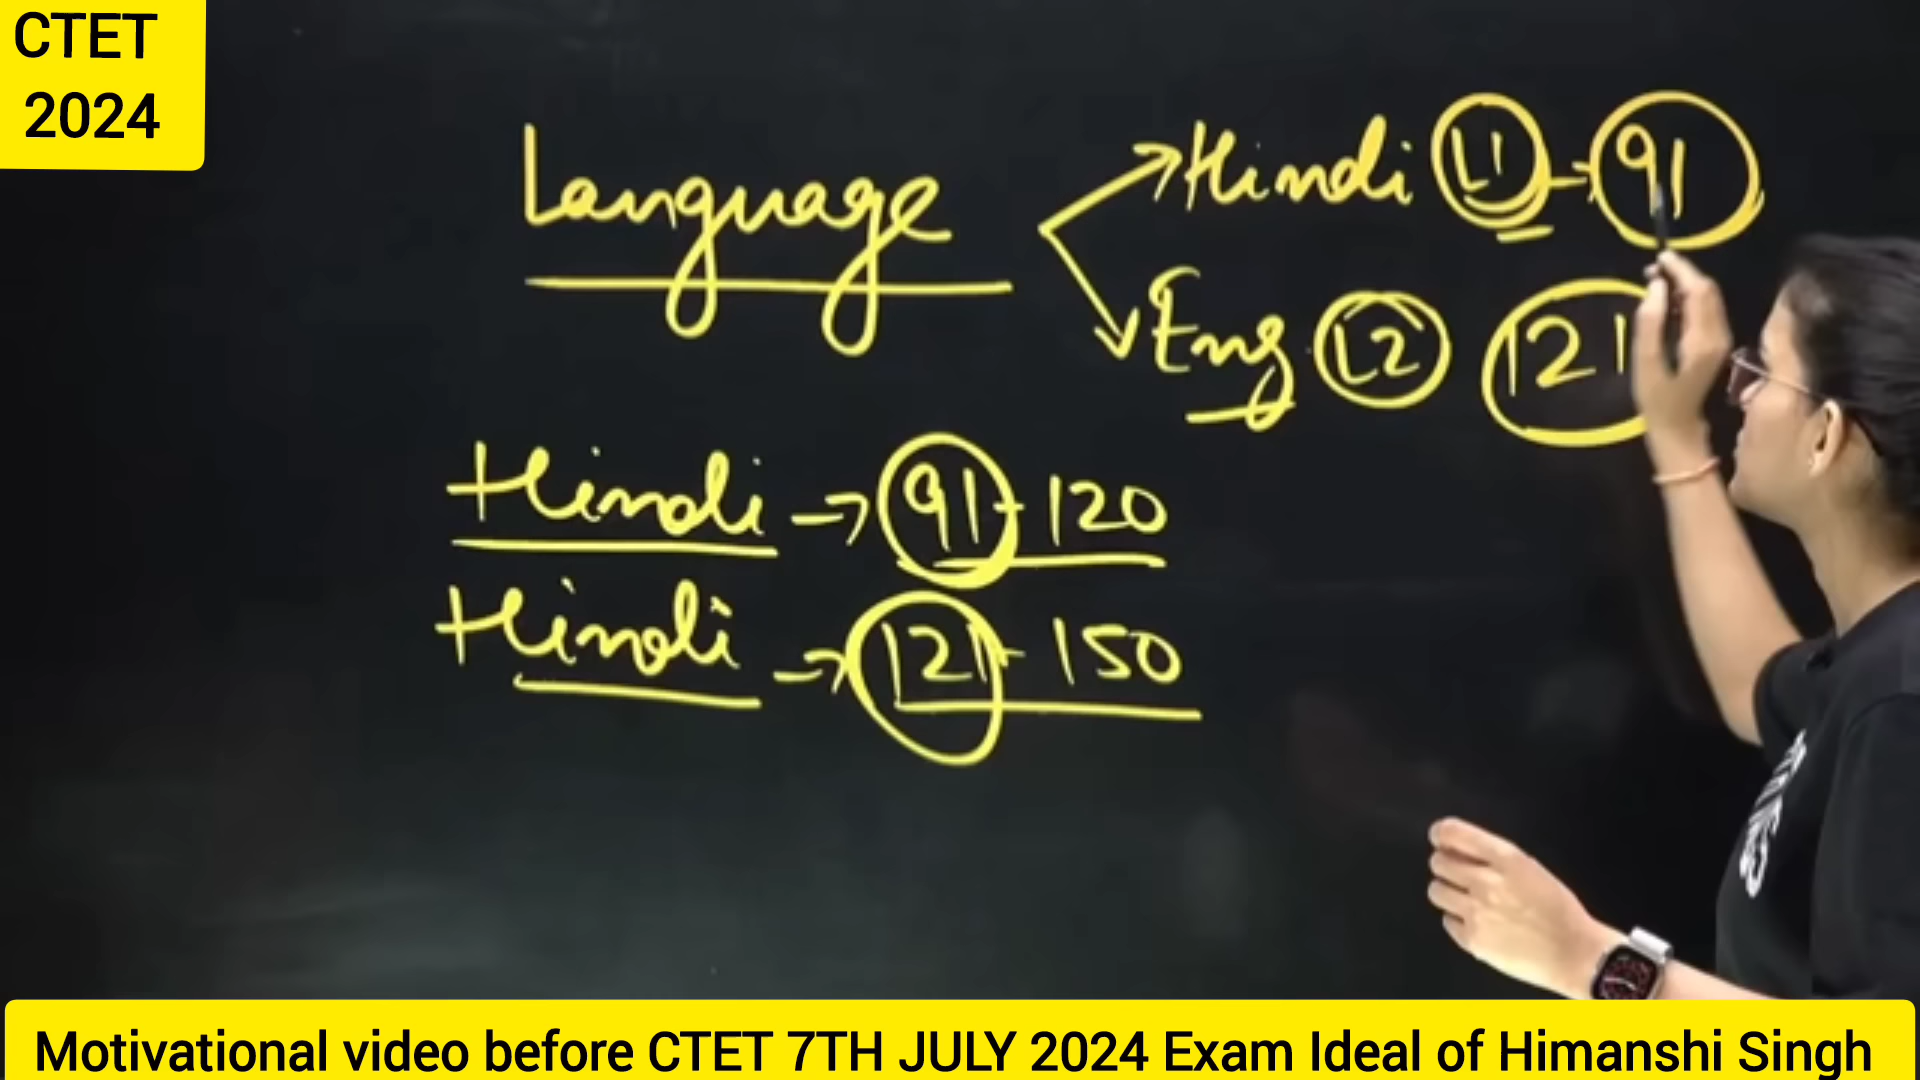 CTET
2024
Language
Hindi L1 → 91
Eng L2 121
Hindi → 91 - 120
Hindi → 121 - 150
Motivational video before CTET 7TH JULY 2024 Exam Ideal of Himanshi Singh